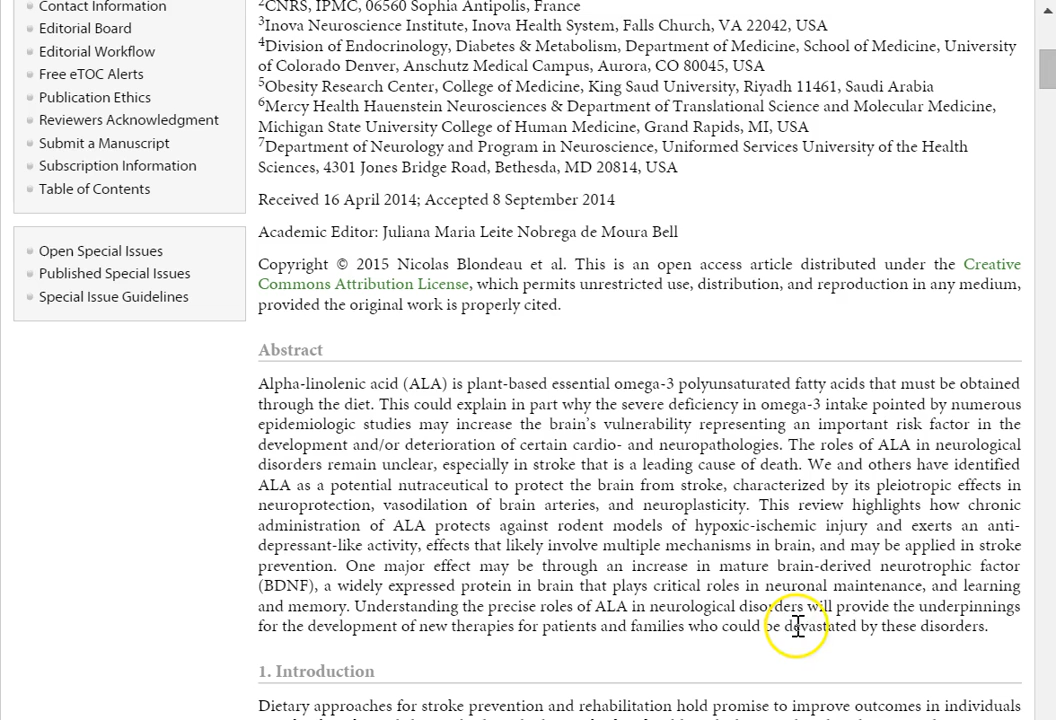 Contact Information
Editorial Board
Editorial Workflow
Free eTOC Alerts
Publication Ethics
Reviewers Acknowledgment
Submit a Manuscript
Subscription Information
Table of Contents
Open Special Issues
Published Special Issues
Special Issue Guidelines
2CNRS, IPMC, 06560 Sophia Antipolis, France
3Inova Neuroscience Institute, Inova Health System, Falls Church, VA 22042, USA
4Division of Endocrinology, Diabetes & Metabolism, Department of Medicine, School of Medicine, University
of Colorado Denver, Anschutz Medical Campus, Aurora, CO 80045, USA
5Obesity Research Center, College of Medicine, King Saud University, Riyadh 11461, Saudi Arabia
6Mercy Health Hauenstein Neurosciences & Department of Translational Science and Molecular Medicine,
Michigan State University College of Human Medicine, Grand Rapids, MI, USA
7Department of Neurology and Program in Neuroscience, Uniformed Services University of the Health
Sciences, 4301 Jones Bridge Road, Bethesda, MD 20814, USA
Received 16 April 2014; Accepted 8 September 2014
Academic Editor: Juliana Maria Leite Nobrega de Moura Bell
Copyright © 2015 Nicolas Blondeau et al. This is an open access article distributed under the Creative
Commons Attribution License, which permits unrestricted use, distribution, and reproduction in any medium,
provided the original work is properly cited.
Abstract
Alpha-linolenic acid (ALA) is plant-based essential omega-3 polyunsaturated fatty acids that must be obtained
through the diet. This could explain in part why the severe deficiency in omega-3 intake pointed by numerous
epidemiologic studies may increase the brain's vulnerability representing an important risk factor in the
development and/or deterioration of certain cardio- and neuropathologies. The roles of ALA in neurological
disorders remain unclear, especially in stroke that is a leading cause of death. We and others have identified
ALA as a potential nutraceutical to protect the brain from stroke, characterized by its pleiotropic effects in
neuroprotection, vasodilation of brain arteries, and neuroplasticity. This review highlights how chronic
administration of ALA protects against rodent models of hypoxic-ischemic injury and exerts an anti-
depressant-like activity, effects that likely involve multiple mechanisms in brain, and may be applied in stroke
prevention. One major effect may be through an increase in mature brain-derived neurotrophic factor
(BDNF), a widely expressed protein in brain that plays critical roles in neuronal maintenance, and learning
and memory. Understanding the precise roles of ALA in neurological disorders will provide the underpinnings
for the development of new therapies for patients and families who could be devastated by these disorders.
1. Introduction
Dietary approaches for stroke prevention and rehabilitation hold promise to improve outcomes in individuals